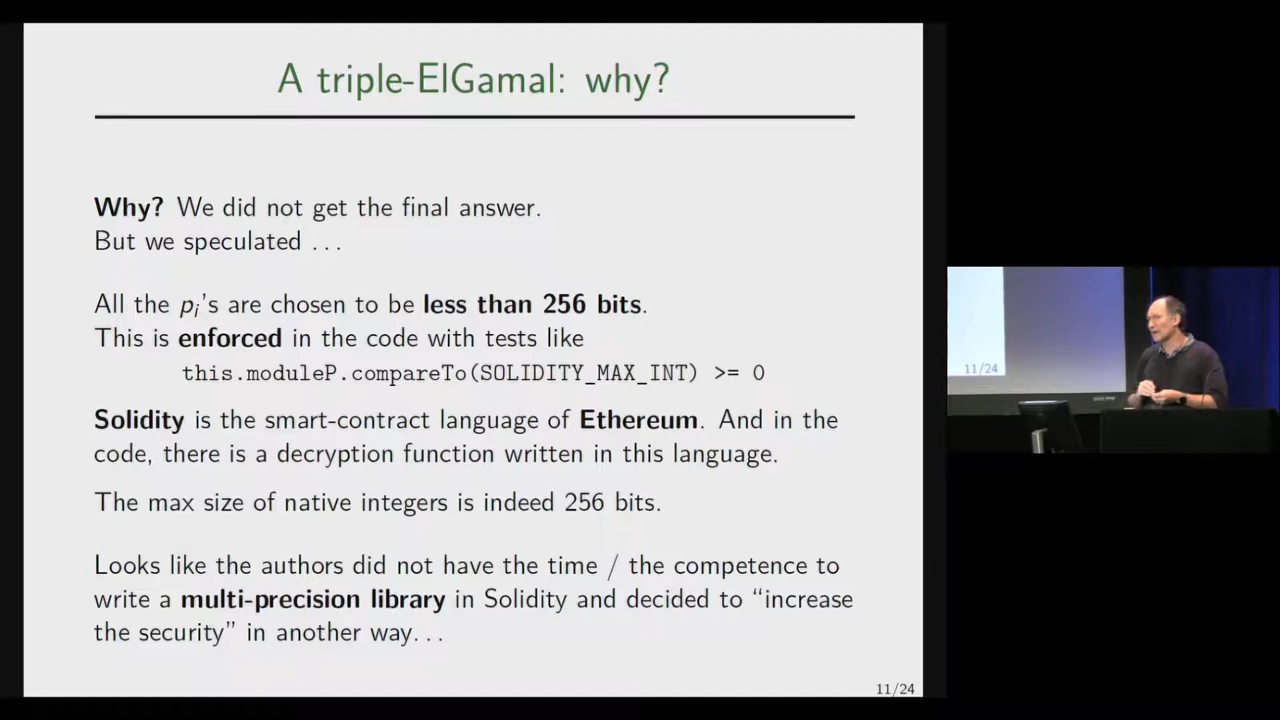 A triple-ElGamal: why?
Why? We did not get the final answer.
But we speculated ...
All the pᵢ's are chosen to be less than 256 bits.
This is enforced in the code with tests like
this.moduleP.compareTo(SOLIDITY_MAX_INT) >= 0
Solidity is the smart-contract language of Ethereum. And in the
code, there is a decryption function written in this language.
The max size of native integers is indeed 256 bits.
Looks like the authors did not have the time / the competence to
write a multi-precision library in Solidity and decided to “increase
the security” in another way...
11/24
11/24